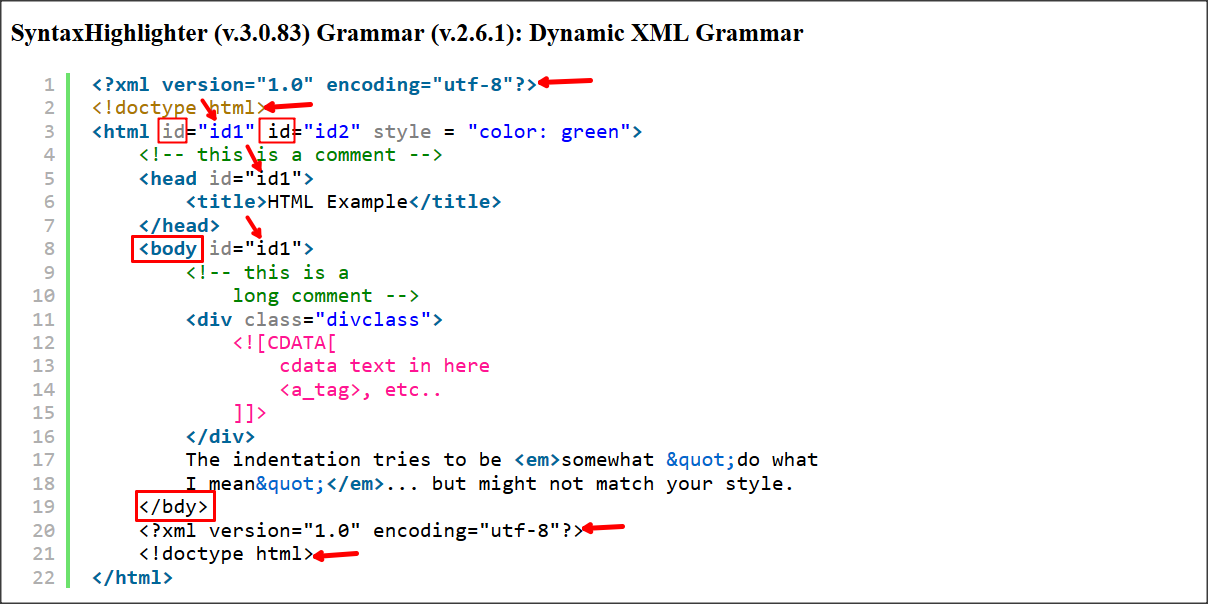 SyntaxHighlighter (v.3.0.83) Grammar (v.2.6.1): Dynamic XML Grammar
1 <?xml version="1.0" encoding="utf-8"?>
2 <!doctype html>
3 <html id="id1" id="id2" style = "color: green">
4     <!-- this is a comment -->
5     <head id="id1">
6         <title>HTML Example</title>
7     </head>
8     <body id="id1">
9         <!-- this is a
10             long comment -->
11         <div class="divclass">
12             <![CDATA[
13                 cdata text in here
14                 <a_tag>, etc..
15             ]]>
16         </div>
17         The indentation tries to be <em>somewhat &quot;do what
18         I mean&quot;</em>... but might not match your style.
19     </bdy>
20     <?xml version="1.0" encoding="utf-8"?>
21     <!doctype html>
22 </html>